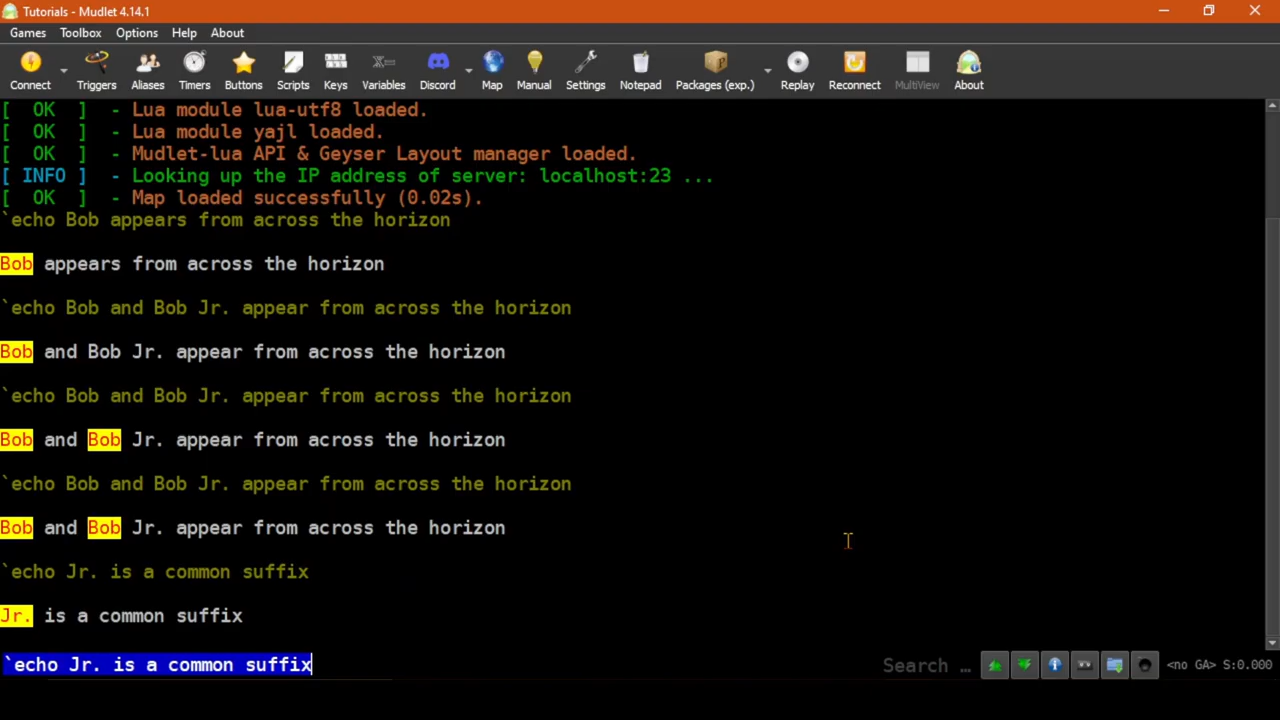 Tutorials - Mudlet 4.14.1
Games Toolbox Options Help About
Connect Triggers Aliases Timers Buttons Scripts Keys Variables Discord Map Manual Settings Notepad Packages (exp.) Replay Reconnect MultiView About
[  OK  ]  - Lua module lua-utf8 loaded.
[  OK  ]  - Lua module yajl loaded.
[  OK  ]  - Mudlet-lua API & Geyser Layout manager loaded.
[ INFO ]  - Looking up the IP address of server: localhost:23 ...
[  OK  ]  - Map loaded successfully (0.02s).
`echo Bob appears from across the horizon
Bob appears from across the horizon
`echo Bob and Bob Jr. appear from across the horizon
Bob and Bob Jr. appear from across the horizon
`echo Bob and Bob Jr. appear from across the horizon
Bob and Bob Jr. appear from across the horizon
`echo Bob and Bob Jr. appear from across the horizon
Bob and Bob Jr. appear from across the horizon
`echo Jr. is a common suffix
Jr. is a common suffix
`echo Jr. is a common suffix
Search … <no GA> S:0.000